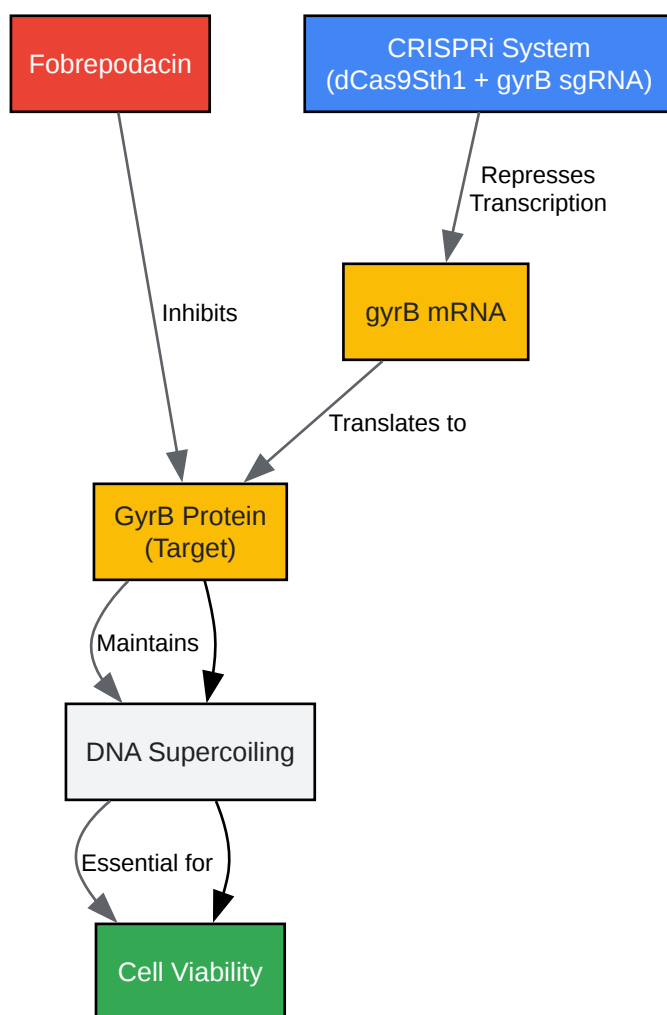 Fobrepodacin
CRISPRi System
(dCas9Sth1 + gyrB sgRNA)
Represses
Transcription
gyrB mRNA
Inhibits
Translates to
GyrB Protein
(Target)
Maintains
DNA Supercoiling
Essential for
Cell Viability